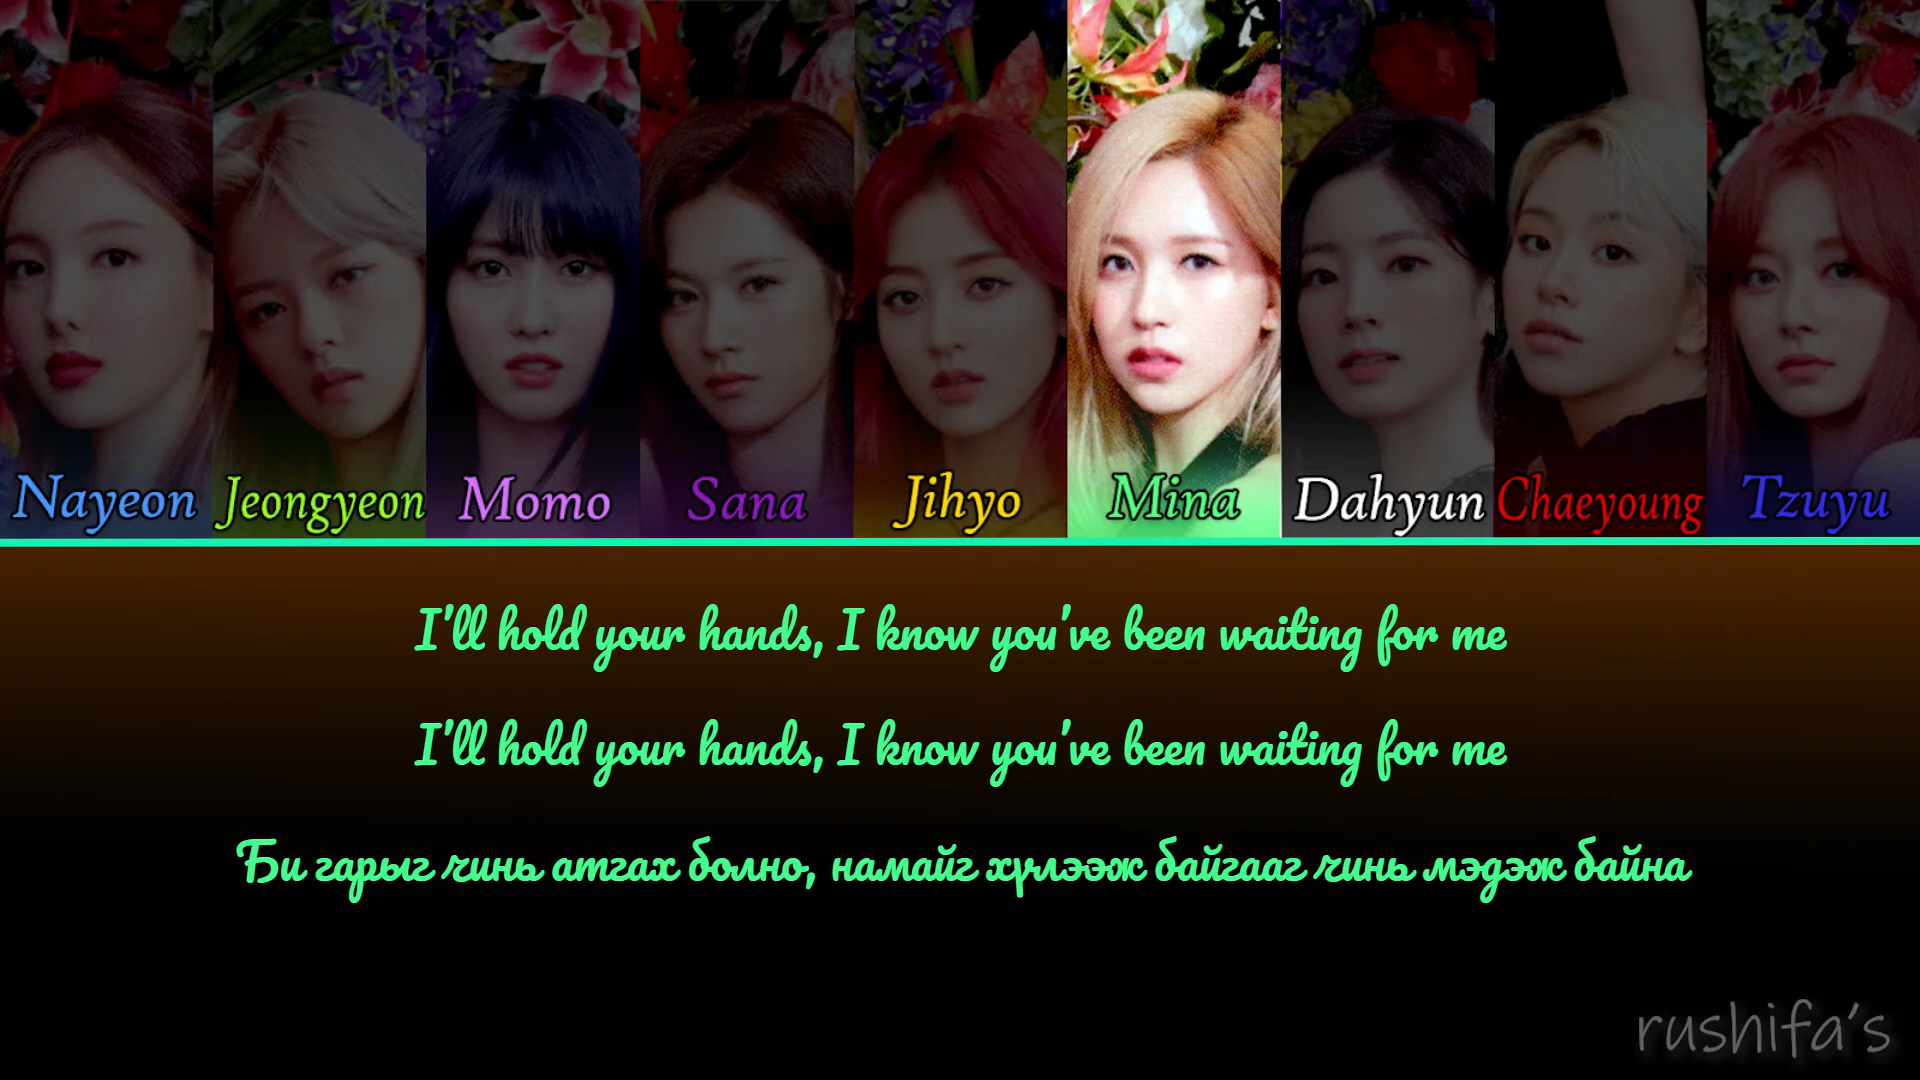 Nayeon Jeongyeon Momo Sana Jihyo Mina Dahyun Chaeyoung Tzuyu
I'll hold your hands, I know you've been waiting for me
I'll hold your hands, I know you've been waiting for me
Би гарыг чинь атгах болно, намайг хүлээж байгааг чинь мэдэж байна
rushifa's